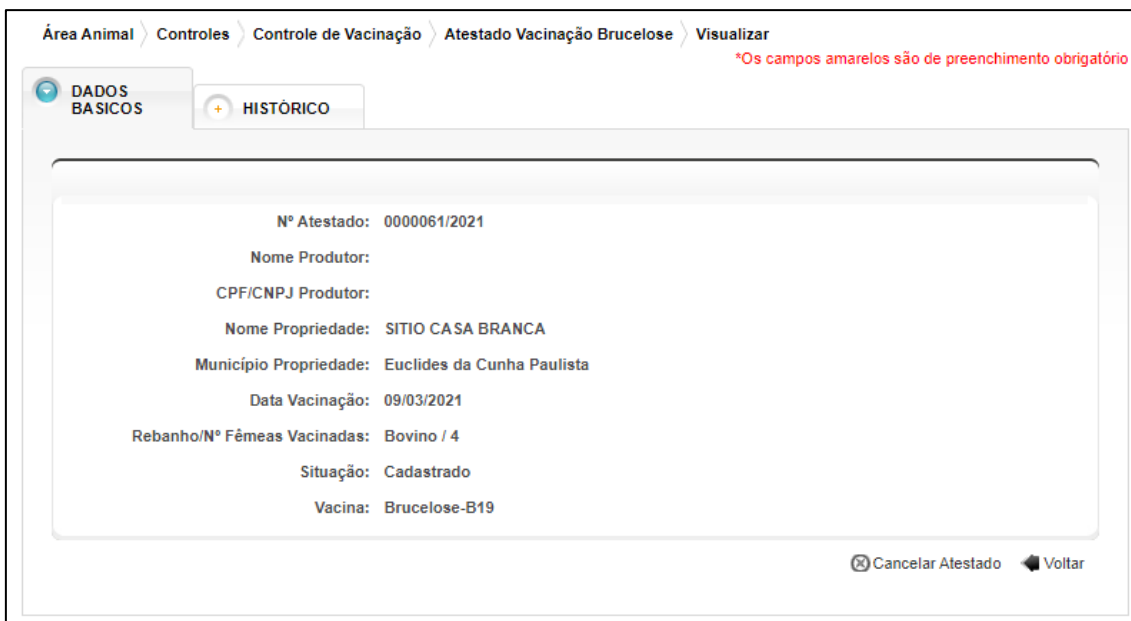 Área Animal Controles Controle de Vacinação Atestado Vacinação Brucelose Visualizar
*Os campos amarelos são de preenchimento obrigatório
DADOS
BASICOS
HISTÓRICO
Nº Atestado: 0000061/2021
Nome Produtor:
CPF/CNPJ Produtor:
Nome Propriedade: SITIO CASA BRANCA
Município Propriedade: Euclides da Cunha Paulista
Data Vacinação: 09/03/2021
Rebanho/Nº Fêmeas Vacinadas: Bovino / 4
Situação: Cadastrado
Vacina: Brucelose-B19
Cancelar Atestado Voltar